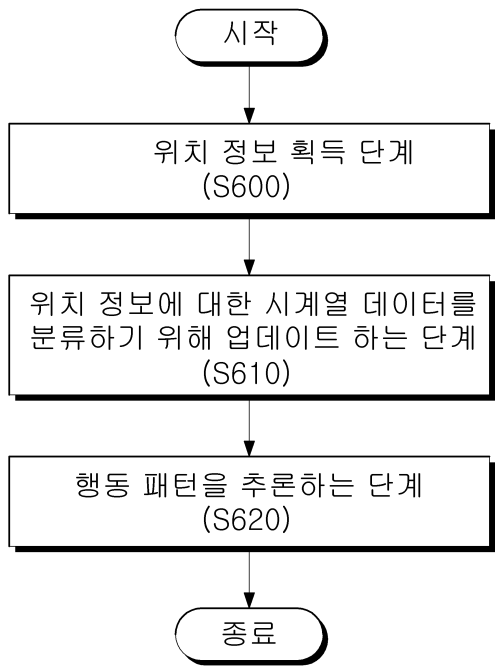 시작
위치 정보 획득 단계
(S600)
위치 정보에 대한 시계열 데이터를
분류하기 위해 업데이트 하는 단계
(S610)
행동 패턴을 추론하는 단계
(S620)
종료